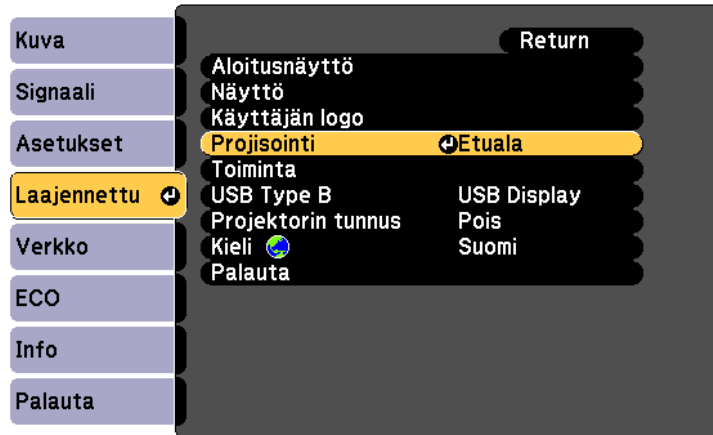 Kuva
Signaali
Asetukset
Laajennettu
Verkko
ECO
Info
Palauta
Return
Aloitusnäyttö
Näyttö
Käyttäjän logo
Projisointi Etuala
Toiminta
USB Type B USB Display
Projektorin tunnus Pois
Kieli Suomi
Palauta